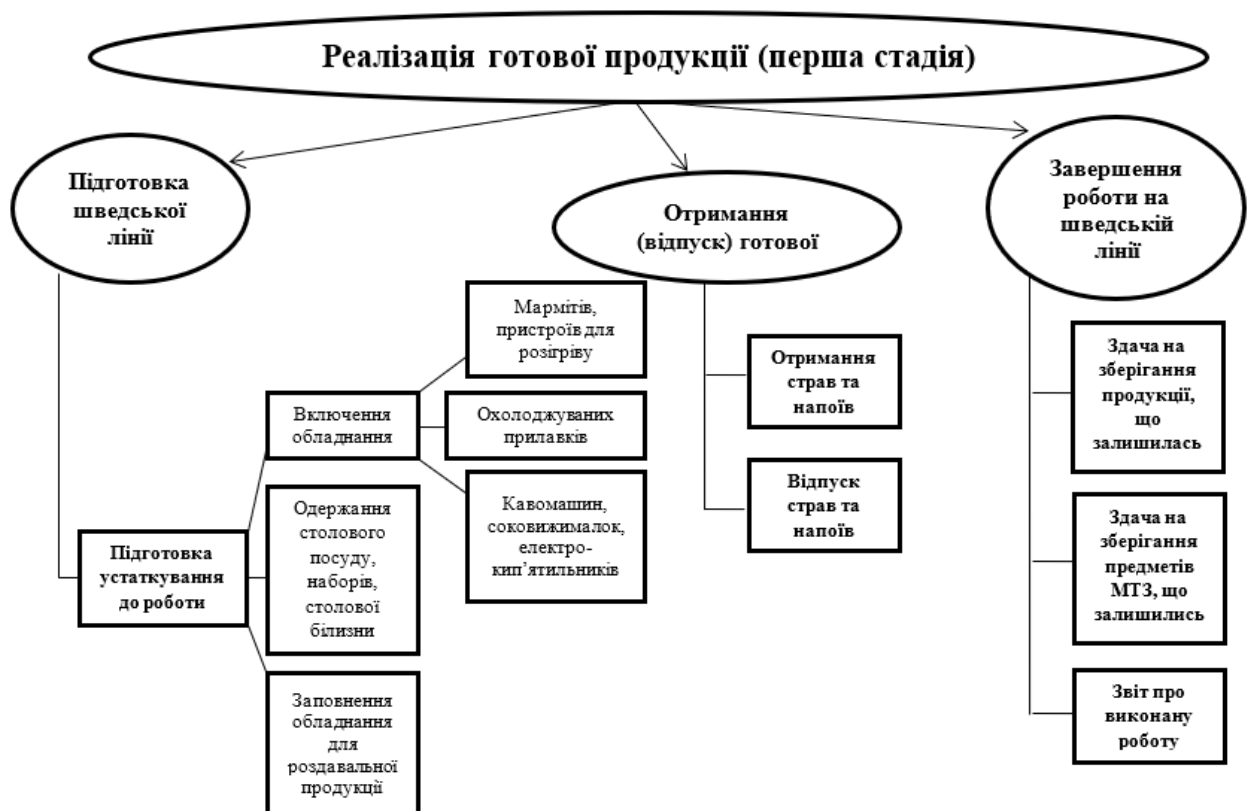 Реалізація готової продукції (перша стадія)
Підготовка
шведської
лінії
Отримання
(відпуск) готової
Завершення
роботи на
шведській
лінії
Мармітів,
пристроїв для
розігріву
Включення
обладнання
Охолоджуваних
прилавків
Кавомашин,
соковижималок,
електро-
кип’ятильників
Підготовка
устаткування
до роботи
Одержання
столового
посуду,
наборів,
столової
білизни
Заповнення
обладнання
для
роздавальної
продукції
Отримання
страв та
напоїв
Відпуск
страв та
напоїв
Здача на
зберігання
продукції,
що
залишилась
Здача на
зберігання
предметів
МТЗ, що
залишились
Звіт про
виконану
роботу